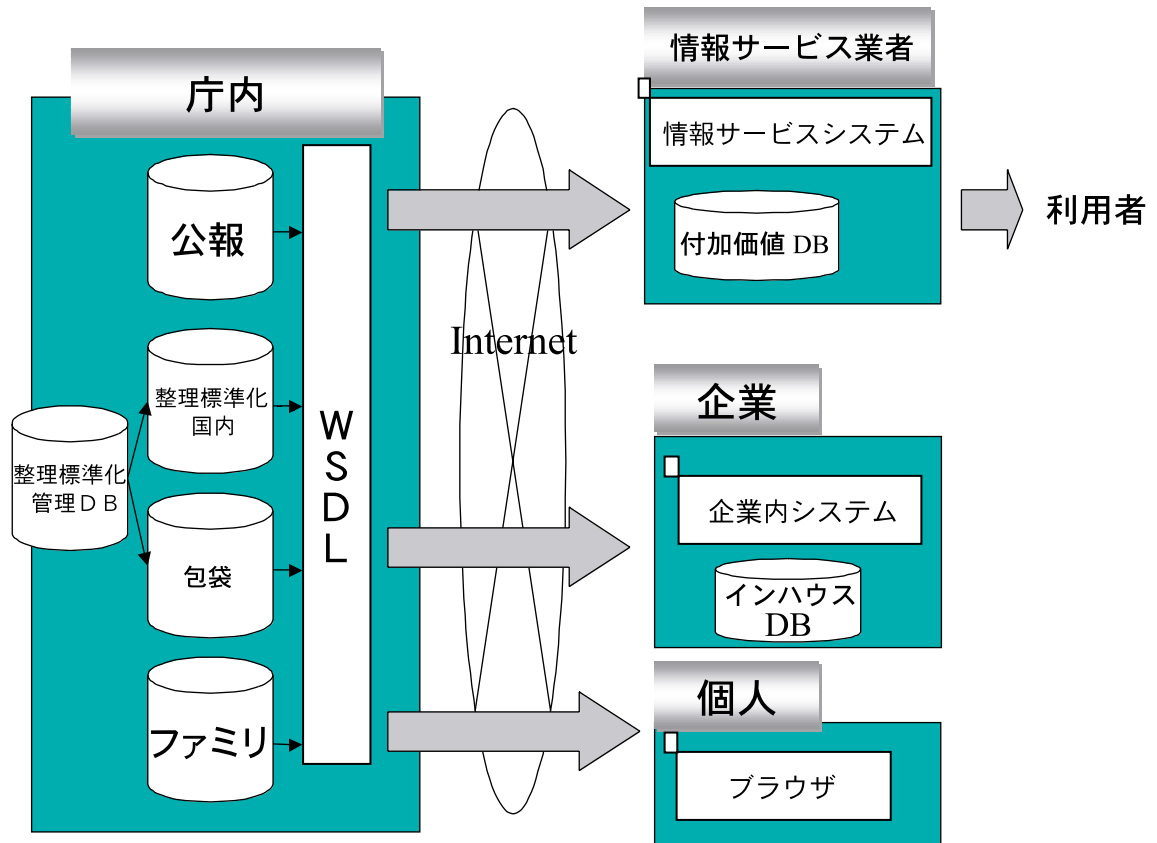 庁内
公報
整理標準化
国内
整理標準化
管理ＤＢ
包袋
ファミリ
W
S
D
L
Internet
情報サービス業者
情報サービスシステム
付加価値 DB
利用者
企業
企業内システム
インハウス
DB
個人
ブラウザ